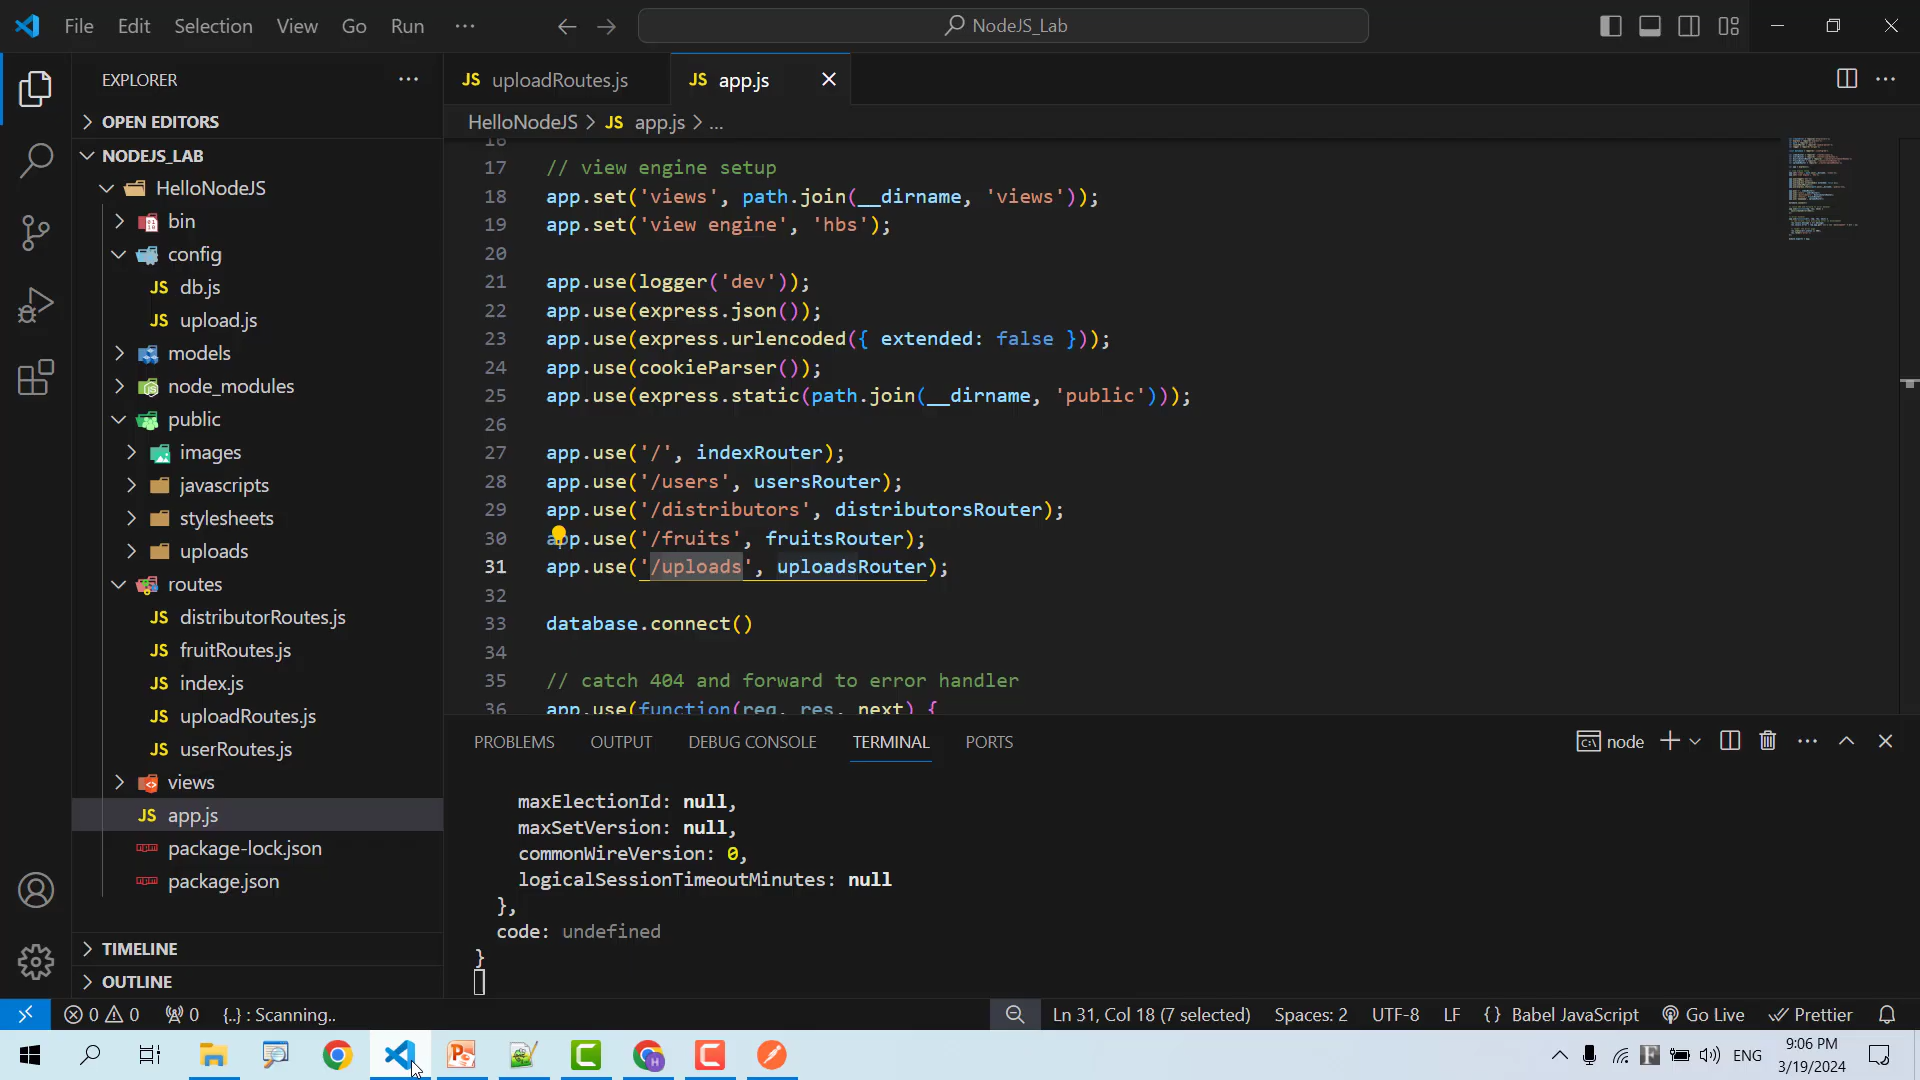 File Edit Selection View Go Run ···
NodeJS_Lab
EXPLORER
OPEN EDITORS
NODEJS_LAB
HelloNodeJS
bin
config
JS db.js
JS upload.js
models
node_modules
public
images
javascripts
stylesheets
uploads
routes
JS distributorRoutes.js
JS fruitRoutes.js
JS index.js
JS uploadRoutes.js
JS userRoutes.js
views
JS app.js
package-lock.json
package.json
TIMELINE
OUTLINE
JS uploadRoutes.js
JS app.js
HelloNodeJS > JS app.js > ...
16
17 // view engine setup
18 app.set('views', path.join(__dirname, 'views'));
19 app.set('view engine', 'hbs');
20
21 app.use(logger('dev'));
22 app.use(express.json());
23 app.use(express.urlencoded({ extended: false }));
24 app.use(cookieParser());
25 app.use(express.static(path.join(__dirname, 'public')));
26
27 app.use('/', indexRouter);
28 app.use('/users', usersRouter);
29 app.use('/distributors', distributorsRouter);
30 app.use('/fruits', fruitsRouter);
31 app.use('/uploads', uploadsRouter);
32
33 database.connect()
34
35 // catch 404 and forward to error handler
36 app.use(function(req, res, next) {
PROBLEMS OUTPUT DEBUG CONSOLE TERMINAL PORTS
node
maxElectionId: null,
maxSetVersion: null,
commonWireVersion: 0,
logicalSessionTimeoutMinutes: null
},
code: undefined
}
0 0 0 {..} : Scanning.. Ln 31, Col 18 (7 selected) Spaces: 2 UTF-8 LF {} Babel JavaScript Go Live Prettier
ENG
9:06 PM
3/19/2024